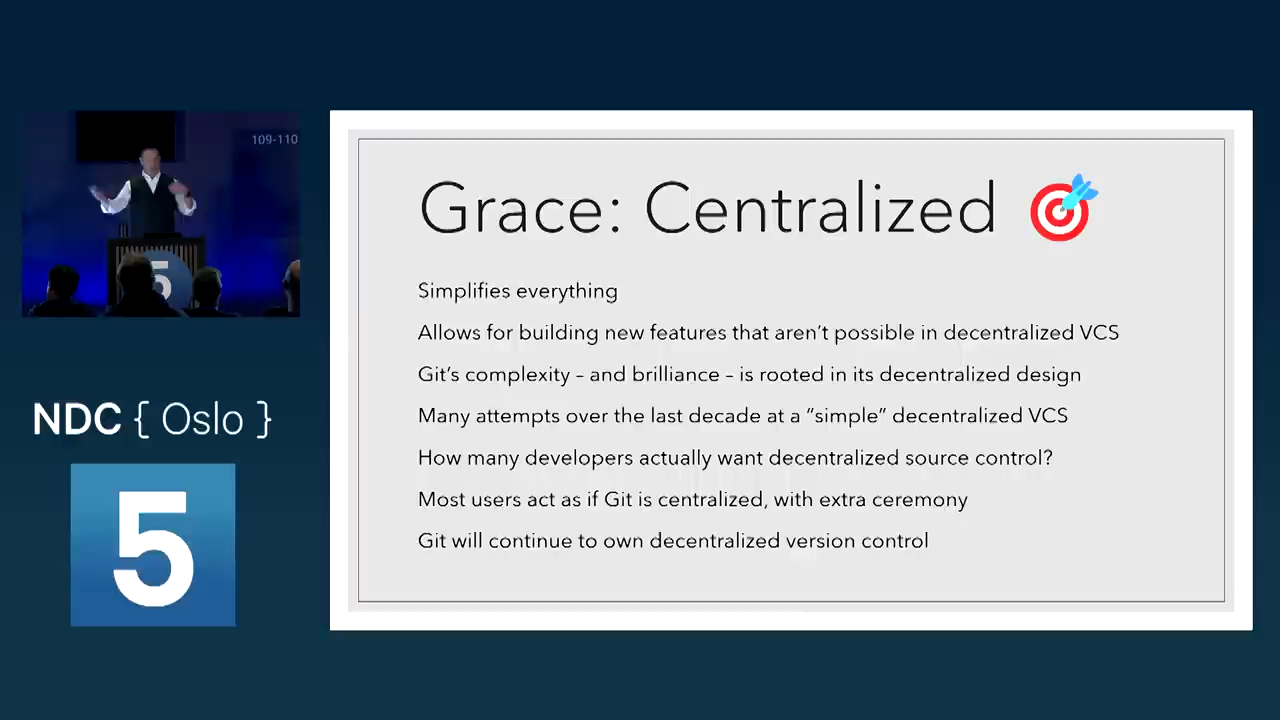 109-110
5
NDC { Oslo }
5
Grace: Centralized
Simplifies everything
Allows for building new features that aren’t possible in decentralized VCS
Git’s complexity – and brilliance – is rooted in its decentralized design
Many attempts over the last decade at a “simple” decentralized VCS
How many developers actually want decentralized source control?
Most users act as if Git is centralized, with extra ceremony
Git will continue to own decentralized version control